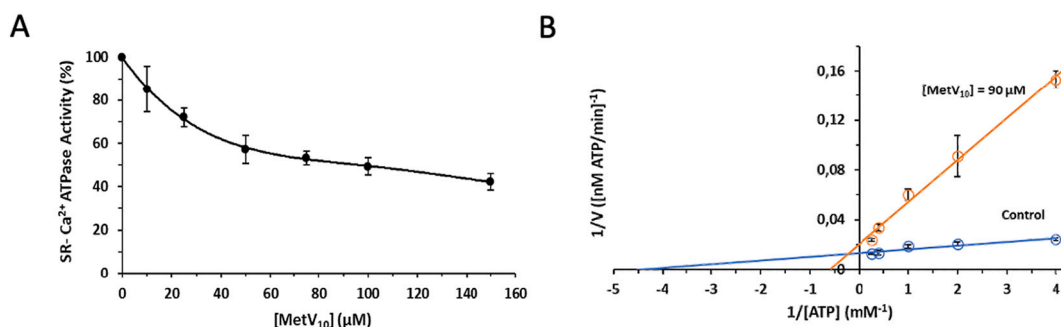 A
SR- Ca²⁺ ATPase Activity (%)
100
80
60
40
20
0
0 20 40 60 80 100 120 140 160
[MetV₁₀] (µM)
B
1/V ([nM ATP/min]⁻¹)
0,16
0,12
0,08
0,04
0
[MetV₁₀] = 90 µM
Control
-5 -4 -3 -2 -1 0 1 2 3 4
1/[ATP] (mM⁻¹)